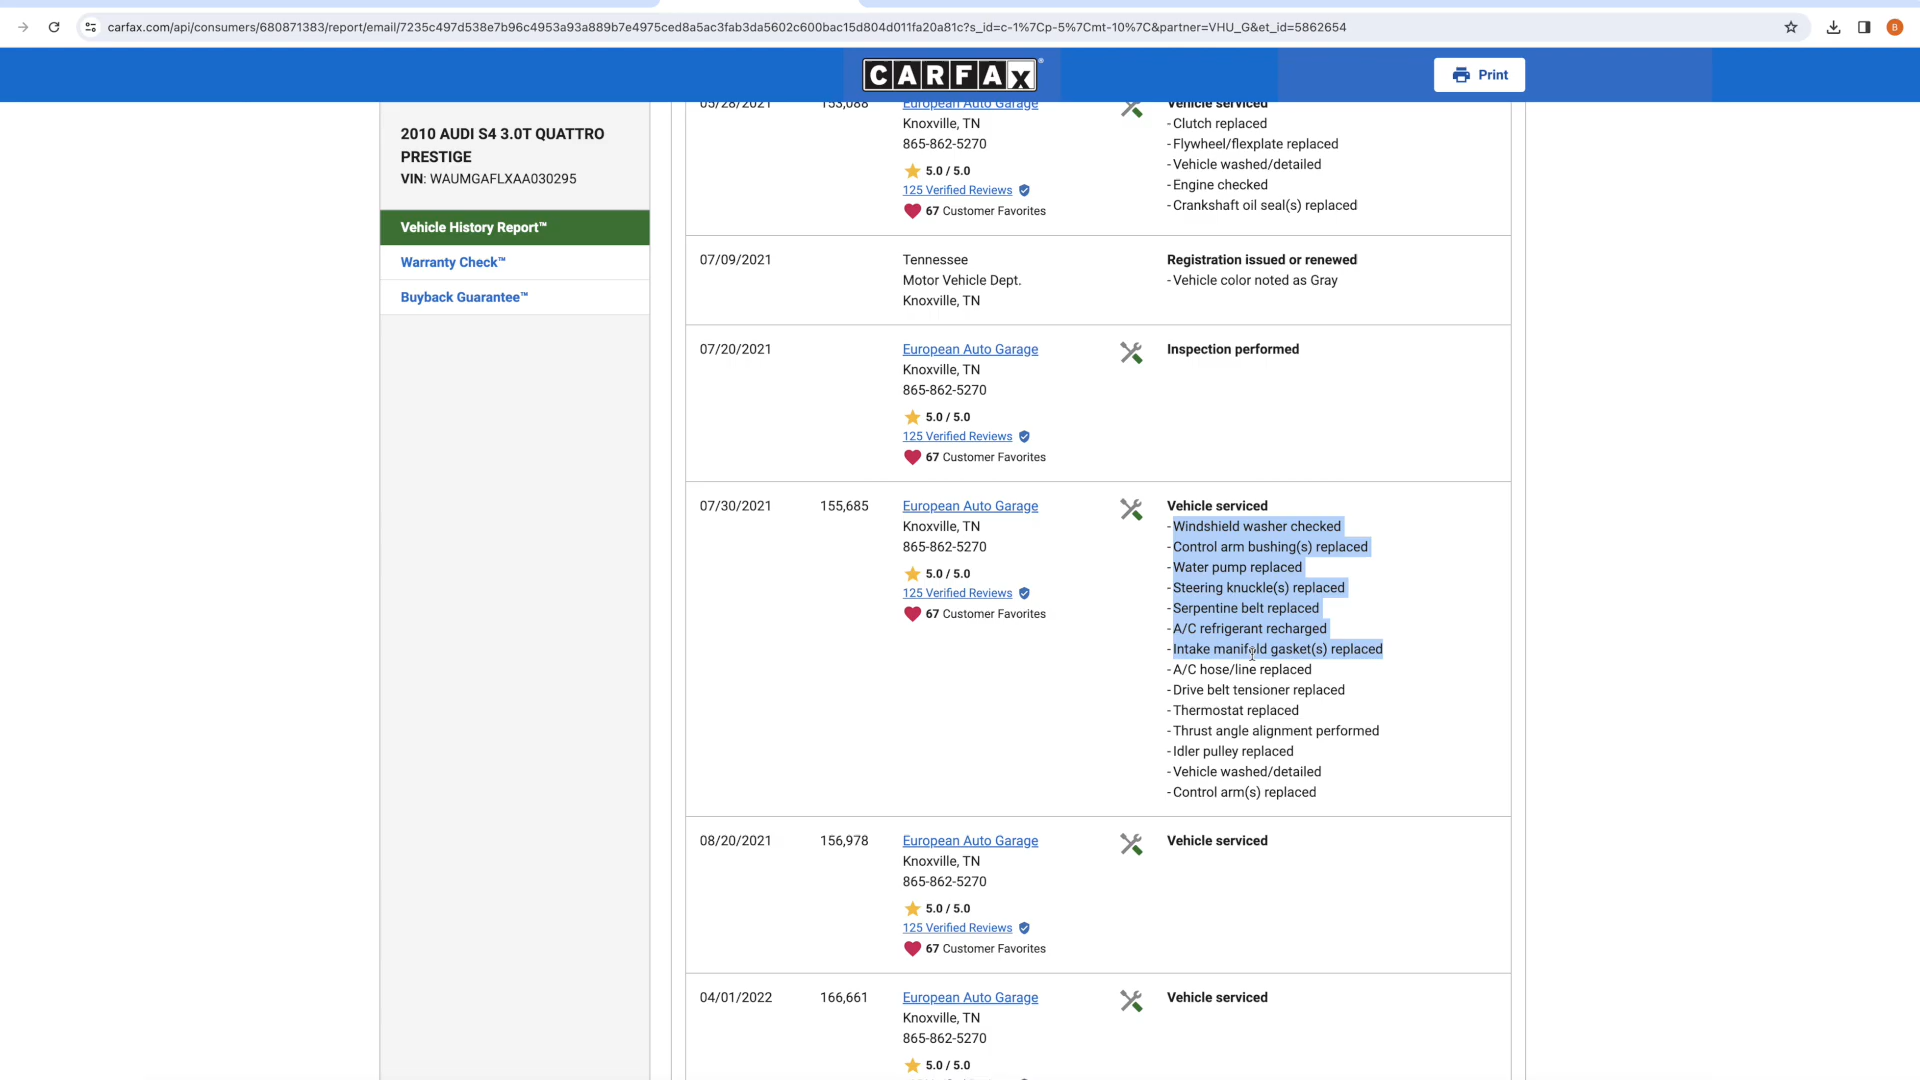 carfax.com/api/consumers/680871383/report/email/7235c497d538e7b96c4953a93a889b7e4975ced8a5ac3fab3da5602c600bac15d804d011fa20a81c?s_id=c-1%7Cp-5%7Cmt-10%7C&partner=VHU_G&et_id=5862654
B
CARFAX®
Print
2010 AUDI S4 3.0T QUATTRO
PRESTIGE
VIN: WAUMGAFLXAA030295
Vehicle History Report™
Warranty Check™
Buyback Guarantee™
05/28/2021 153,088 European Auto Garage Vehicle serviced
Knoxville, TN - Clutch replaced
865-862-5270 - Flywheel/flexplate replaced
- Vehicle washed/detailed
5.0 / 5.0 - Engine checked
125 Verified Reviews - Crankshaft oil seal(s) replaced
67 Customer Favorites
07/09/2021 Tennessee Registration issued or renewed
Motor Vehicle Dept. - Vehicle color noted as Gray
Knoxville, TN
07/20/2021 European Auto Garage Inspection performed
Knoxville, TN
865-862-5270
5.0 / 5.0
125 Verified Reviews
67 Customer Favorites
07/30/2021 155,685 European Auto Garage Vehicle serviced
Knoxville, TN - Windshield washer checked
865-862-5270 - Control arm bushing(s) replaced
5.0 / 5.0 - Water pump replaced
125 Verified Reviews - Steering knuckle(s) replaced
67 Customer Favorites - Serpentine belt replaced
- A/C refrigerant recharged
- Intake manifold gasket(s) replaced
- A/C hose/line replaced
- Drive belt tensioner replaced
- Thermostat replaced
- Thrust angle alignment performed
- Idler pulley replaced
- Vehicle washed/detailed
- Control arm(s) replaced
08/20/2021 156,978 European Auto Garage Vehicle serviced
Knoxville, TN
865-862-5270
5.0 / 5.0
125 Verified Reviews
67 Customer Favorites
04/01/2022 166,661 European Auto Garage Vehicle serviced
Knoxville, TN
865-862-5270
5.0 / 5.0